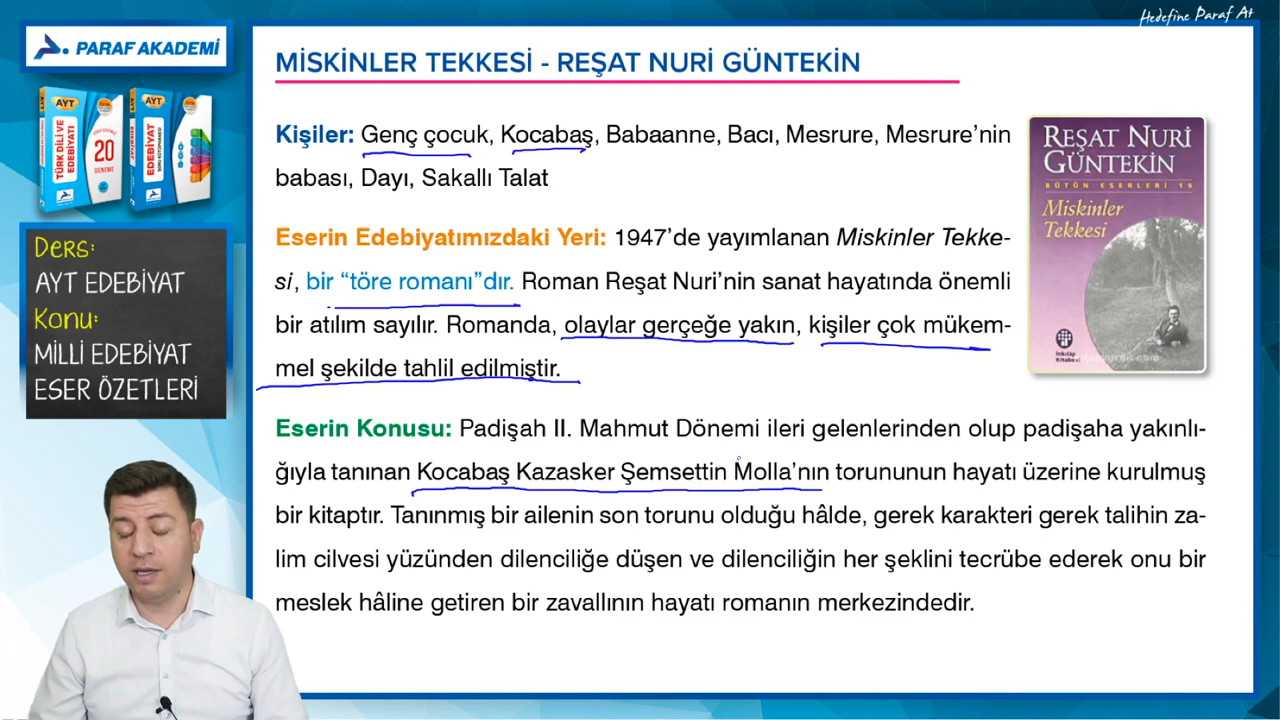 Hedefine Paraf At
PARAF AKADEMİ
MİSKİNLER TEKKESİ - REŞAT NURİ GÜNTEKİN
Kişiler: Genç çocuk, Kocabaş, Babaanne, Bacı, Mesrure, Mesrure’nin
babası, Dayı, Sakallı Talat
Eserin Edebiyatımızdaki Yeri: 1947’de yayımlanan Miskinler Tekke-
si, bir “töre romanı”dır. Roman Reşat Nuri’nin sanat hayatında önemli
bir atılım sayılır. Romanda, olaylar gerçeğe yakın, kişiler çok mükem-
mel şekilde tahlil edilmiştir.
Eserin Konusu: Padişah II. Mahmut Dönemi ileri gelenlerinden olup padişaha yakınlı-
ğıyla tanınan Kocabaş Kazasker Şemsettin Molla’nın torununun hayatı üzerine kurulmuş
bir kitaptır. Tanınmış bir ailenin son torunu olduğu hâlde, gerek karakteri gerek talihin za-
lim cilvesi yüzünden dilenciliğe düşen ve dilenciliğin her şeklini tecrübe ederek onu bir
meslek hâline getiren bir zavallının hayatı romanın merkezindedir.
REŞAT NURİ
GÜNTEKİN
BÜTÜN ESERLERİ 19
Miskinler
Tekkesi
İnkılâp
Kitabevi
AYT
TÜRK DİLİ VE
EDEBİYATI
20
DENEME
AYT
EDEBİYAT
Ders:
AYT EDEBİYAT
Konu:
MİLLİ EDEBİYAT
ESER ÖZETLERİ